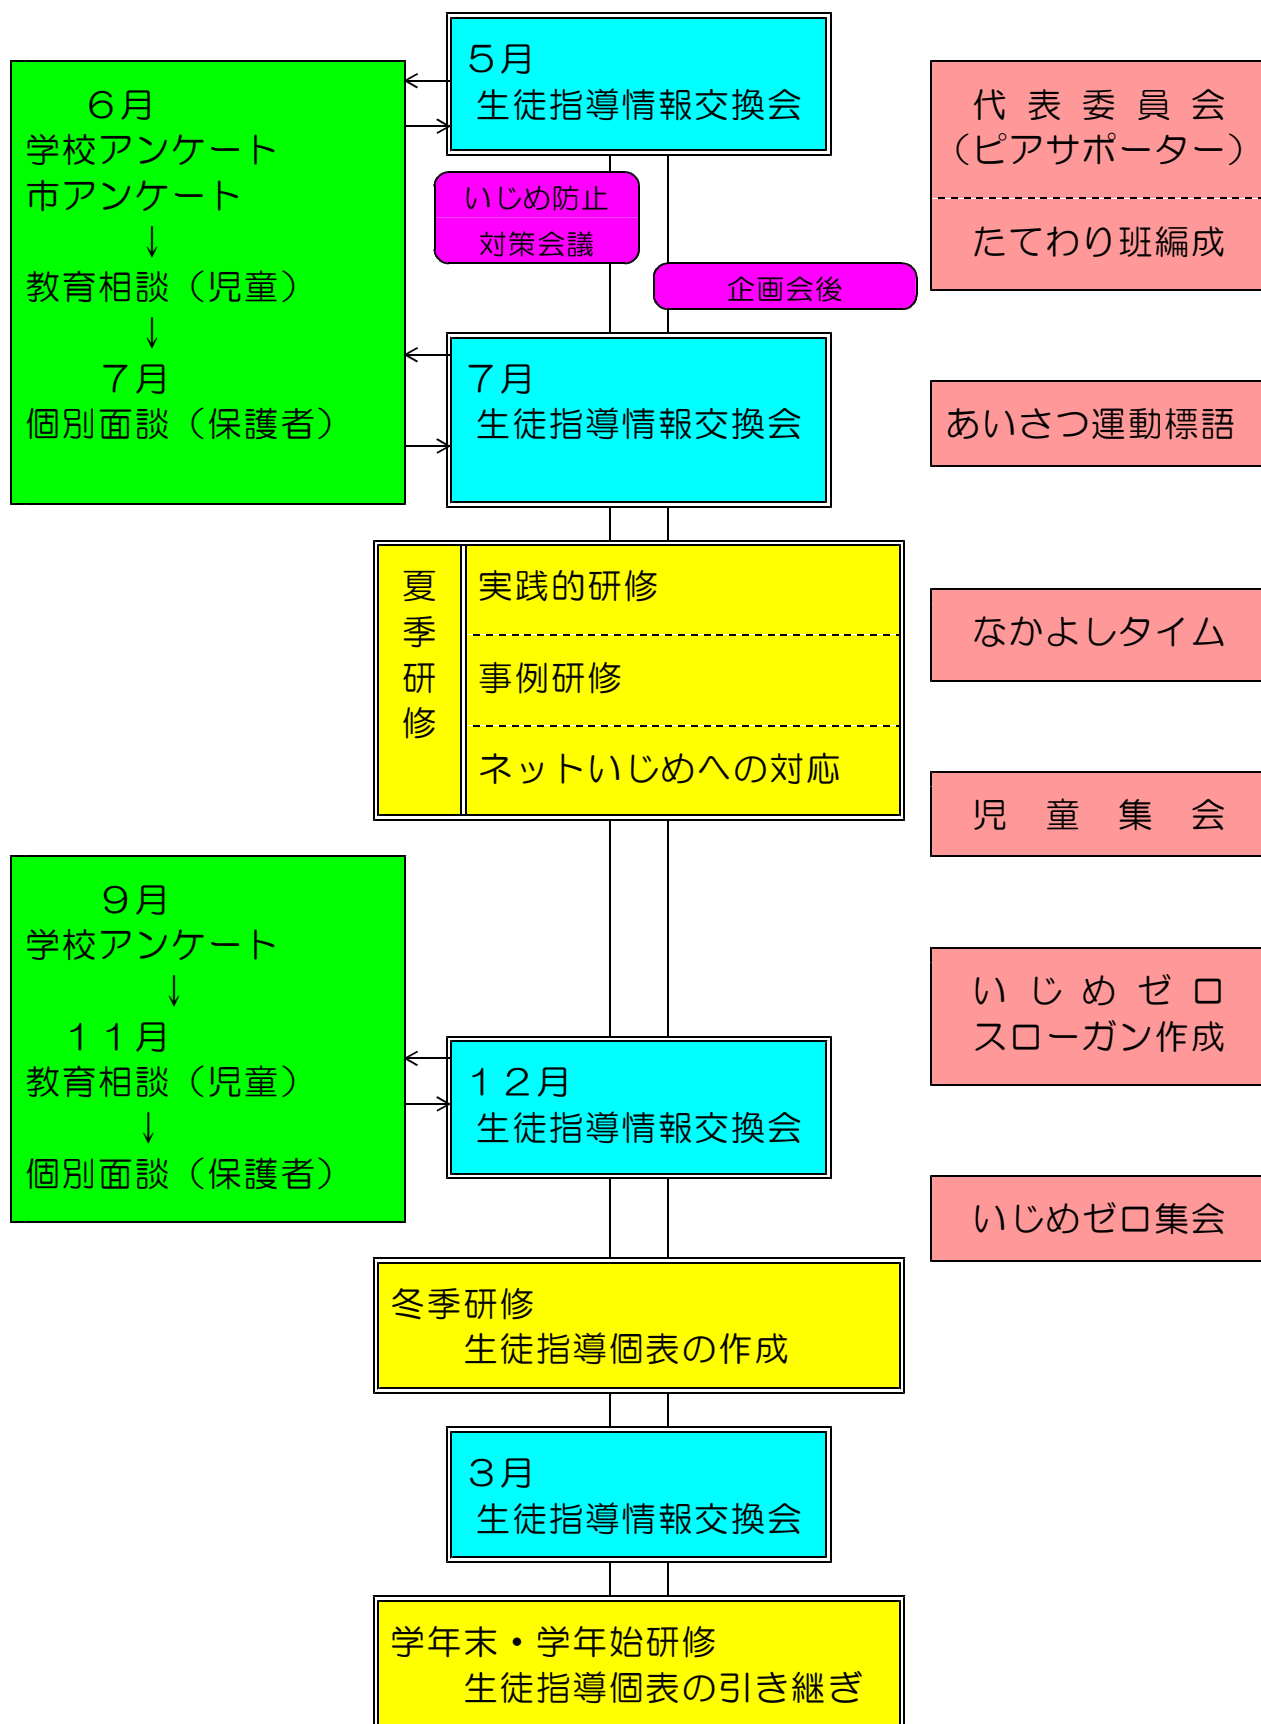 ５月
生徒指導情報交換会
６月
学校アンケート
市アンケート
↓
教育相談（児童）
↓
７月
個別面談（保護者）
いじめ防止
対策会議
企画会後
７月
生徒指導情報交換会
夏季研修
実践的研修
事例研修
ネットいじめへの対応
９月
学校アンケート
↓
１１月
教育相談（児童）
↓
個別面談（保護者）
１２月
生徒指導情報交換会
冬季研修
生徒指導個表の作成
３月
生徒指導情報交換会
学年末・学年始研修
生徒指導個表の引き継ぎ
代表委員会
（ピアサポーター）
たてわり班編成
あいさつ運動標語
なかよしタイム
児童集会
いじめゼロ
スローガン作成
いじめゼロ集会